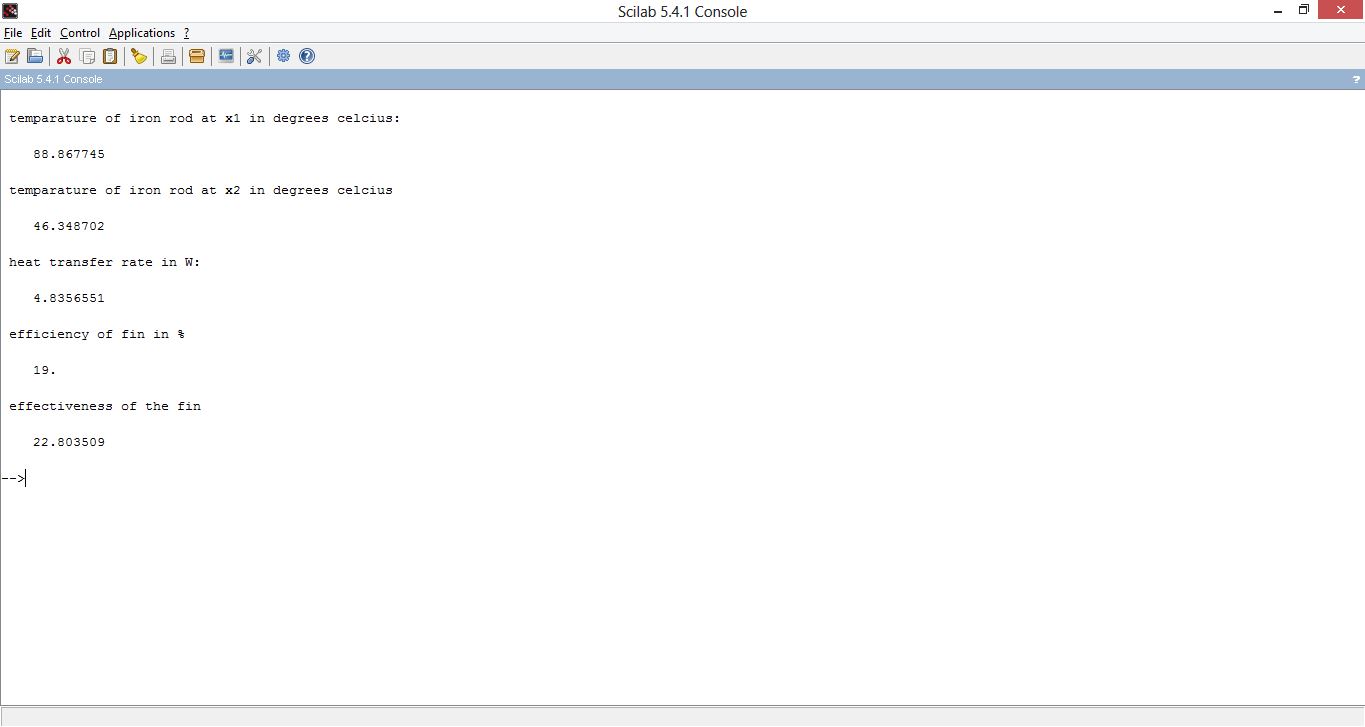 Scilab 5.4.1 Console
File Edit Control Applications ?
Scilab 5.4.1 Console ?
temparature of iron rod at x1 in degrees celcius:
88.867745
temparature of iron rod at x2 in degrees celcius
46.348702
heat transfer rate in W:
4.8356551
efficiency of fin in %
19.
effectiveness of the fin
22.803509
-->